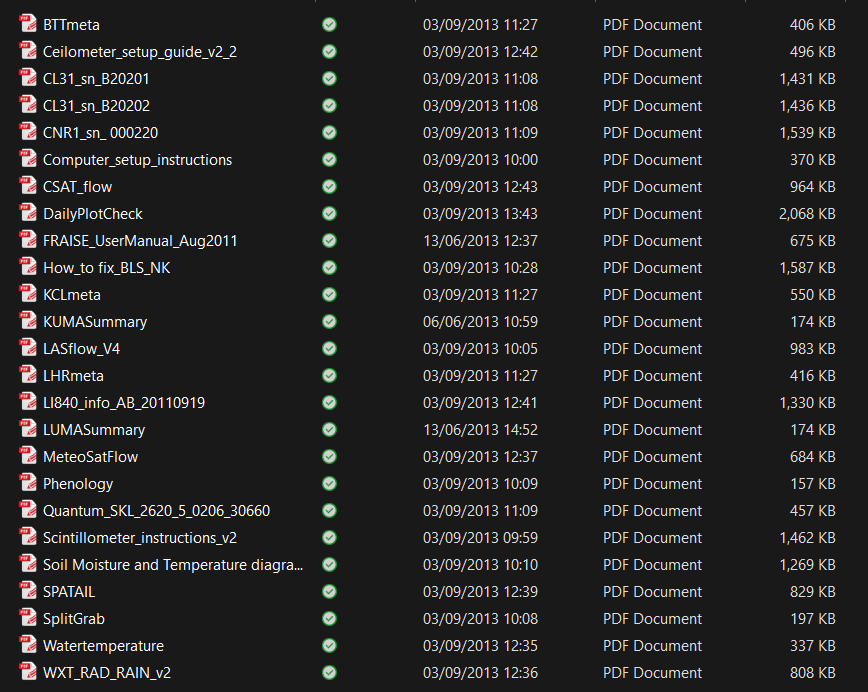 BTTmeta 03/09/2013 11:27 PDF Document 406 KB
Ceilometer_setup_guide_v2_2 03/09/2013 12:42 PDF Document 496 KB
CL31_sn_B20201 03/09/2013 11:08 PDF Document 1,431 KB
CL31_sn_B20202 03/09/2013 11:08 PDF Document 1,436 KB
CNR1_sn_ 000220 03/09/2013 11:09 PDF Document 1,539 KB
Computer_setup_instructions 03/09/2013 10:00 PDF Document 370 KB
CSAT_flow 03/09/2013 12:43 PDF Document 964 KB
DailyPlotCheck 03/09/2013 13:43 PDF Document 2,068 KB
FRAISE_UserManual_Aug2011 13/06/2013 12:37 PDF Document 675 KB
How_to fix_BLS_NK 03/09/2013 10:28 PDF Document 1,587 KB
KCLmeta 03/09/2013 11:27 PDF Document 550 KB
KUMASummary 06/06/2013 10:59 PDF Document 174 KB
LASflow_V4 03/09/2013 10:05 PDF Document 983 KB
LHRmeta 03/09/2013 11:27 PDF Document 416 KB
LI840_info_AB_20110919 03/09/2013 12:41 PDF Document 1,330 KB
LUMASummary 13/06/2013 14:52 PDF Document 174 KB
MeteoSatFlow 03/09/2013 12:37 PDF Document 684 KB
Phenology 03/09/2013 10:09 PDF Document 157 KB
Quantum_SKL_2620_5_0206_30660 03/09/2013 11:09 PDF Document 457 KB
Scintillometer_instructions_v2 03/09/2013 09:59 PDF Document 1,462 KB
Soil Moisture and Temperature diagra... 03/09/2013 10:10 PDF Document 1,269 KB
SPATAIL 03/09/2013 12:39 PDF Document 829 KB
SplitGrab 03/09/2013 10:08 PDF Document 197 KB
Watertemperature 03/09/2013 12:35 PDF Document 337 KB
WXT_RAD_RAIN_v2 03/09/2013 12:36 PDF Document 808 KB